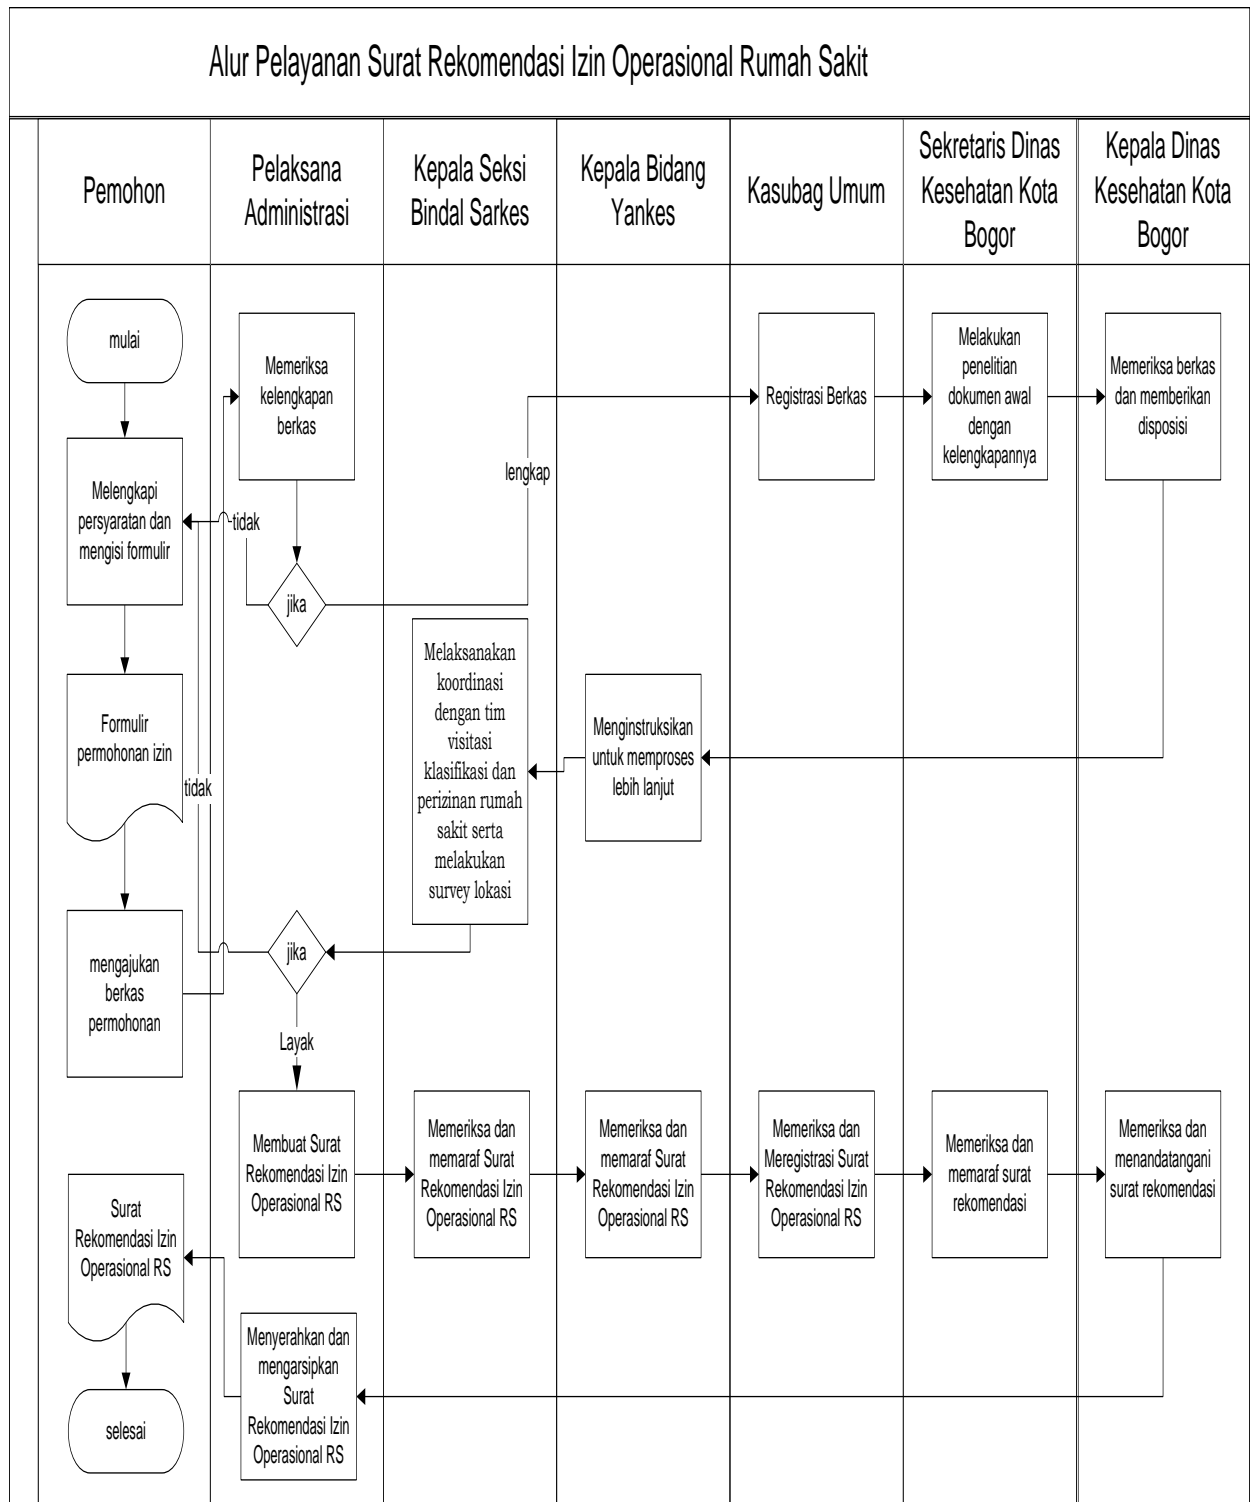 Alur Pelayanan Surat Rekomendasi Izin Operasional Rumah Sakit
Pemohon
Pelaksana
Administrasi
Kepala Seksi
Bindal Sarkes
Kepala Bidang
Yankes
Kasubag Umum
Sekretaris Dinas
Kesehatan Kota
Bogor
Kepala Dinas
Kesehatan Kota
Bogor
mulai
Memeriksa
kelengkapan
berkas
Registrasi Berkas
Melakukan
penelitian
dokumen awal
dengan
kelengkapannya
Memeriksa berkas
dan memberikan
disposisi
lengkap
Melengkapi
persyaratan dan
mengisi formulir
tidak
jika
Melaksanakan
koordinasi
dengan tim
visitasi
klasifikasi dan
perizinan rumah
sakit serta
melakukan
survey lokasi
Menginstruksikan
untuk memproses
lebih lanjut
Formulir
permohonan izin
tidak
jika
mengajukan
berkas
permohonan
Layak
Membuat Surat
Rekomendasi Izin
Operasional RS
Memeriksa dan
memaraf Surat
Rekomendasi Izin
Operasional RS
Memeriksa dan
memaraf Surat
Rekomendasi Izin
Operasional RS
Memeriksa dan
Meregistrasi Surat
Rekomendasi Izin
Operasional RS
Memeriksa dan
memaraf surat
rekomendasi
Memeriksa dan
menandatangani
surat rekomendasi
Surat
Rekomendasi Izin
Operasional RS
Menyerahkan dan
mengarsipkan
Surat
Rekomendasi Izin
Operasional RS
selesai